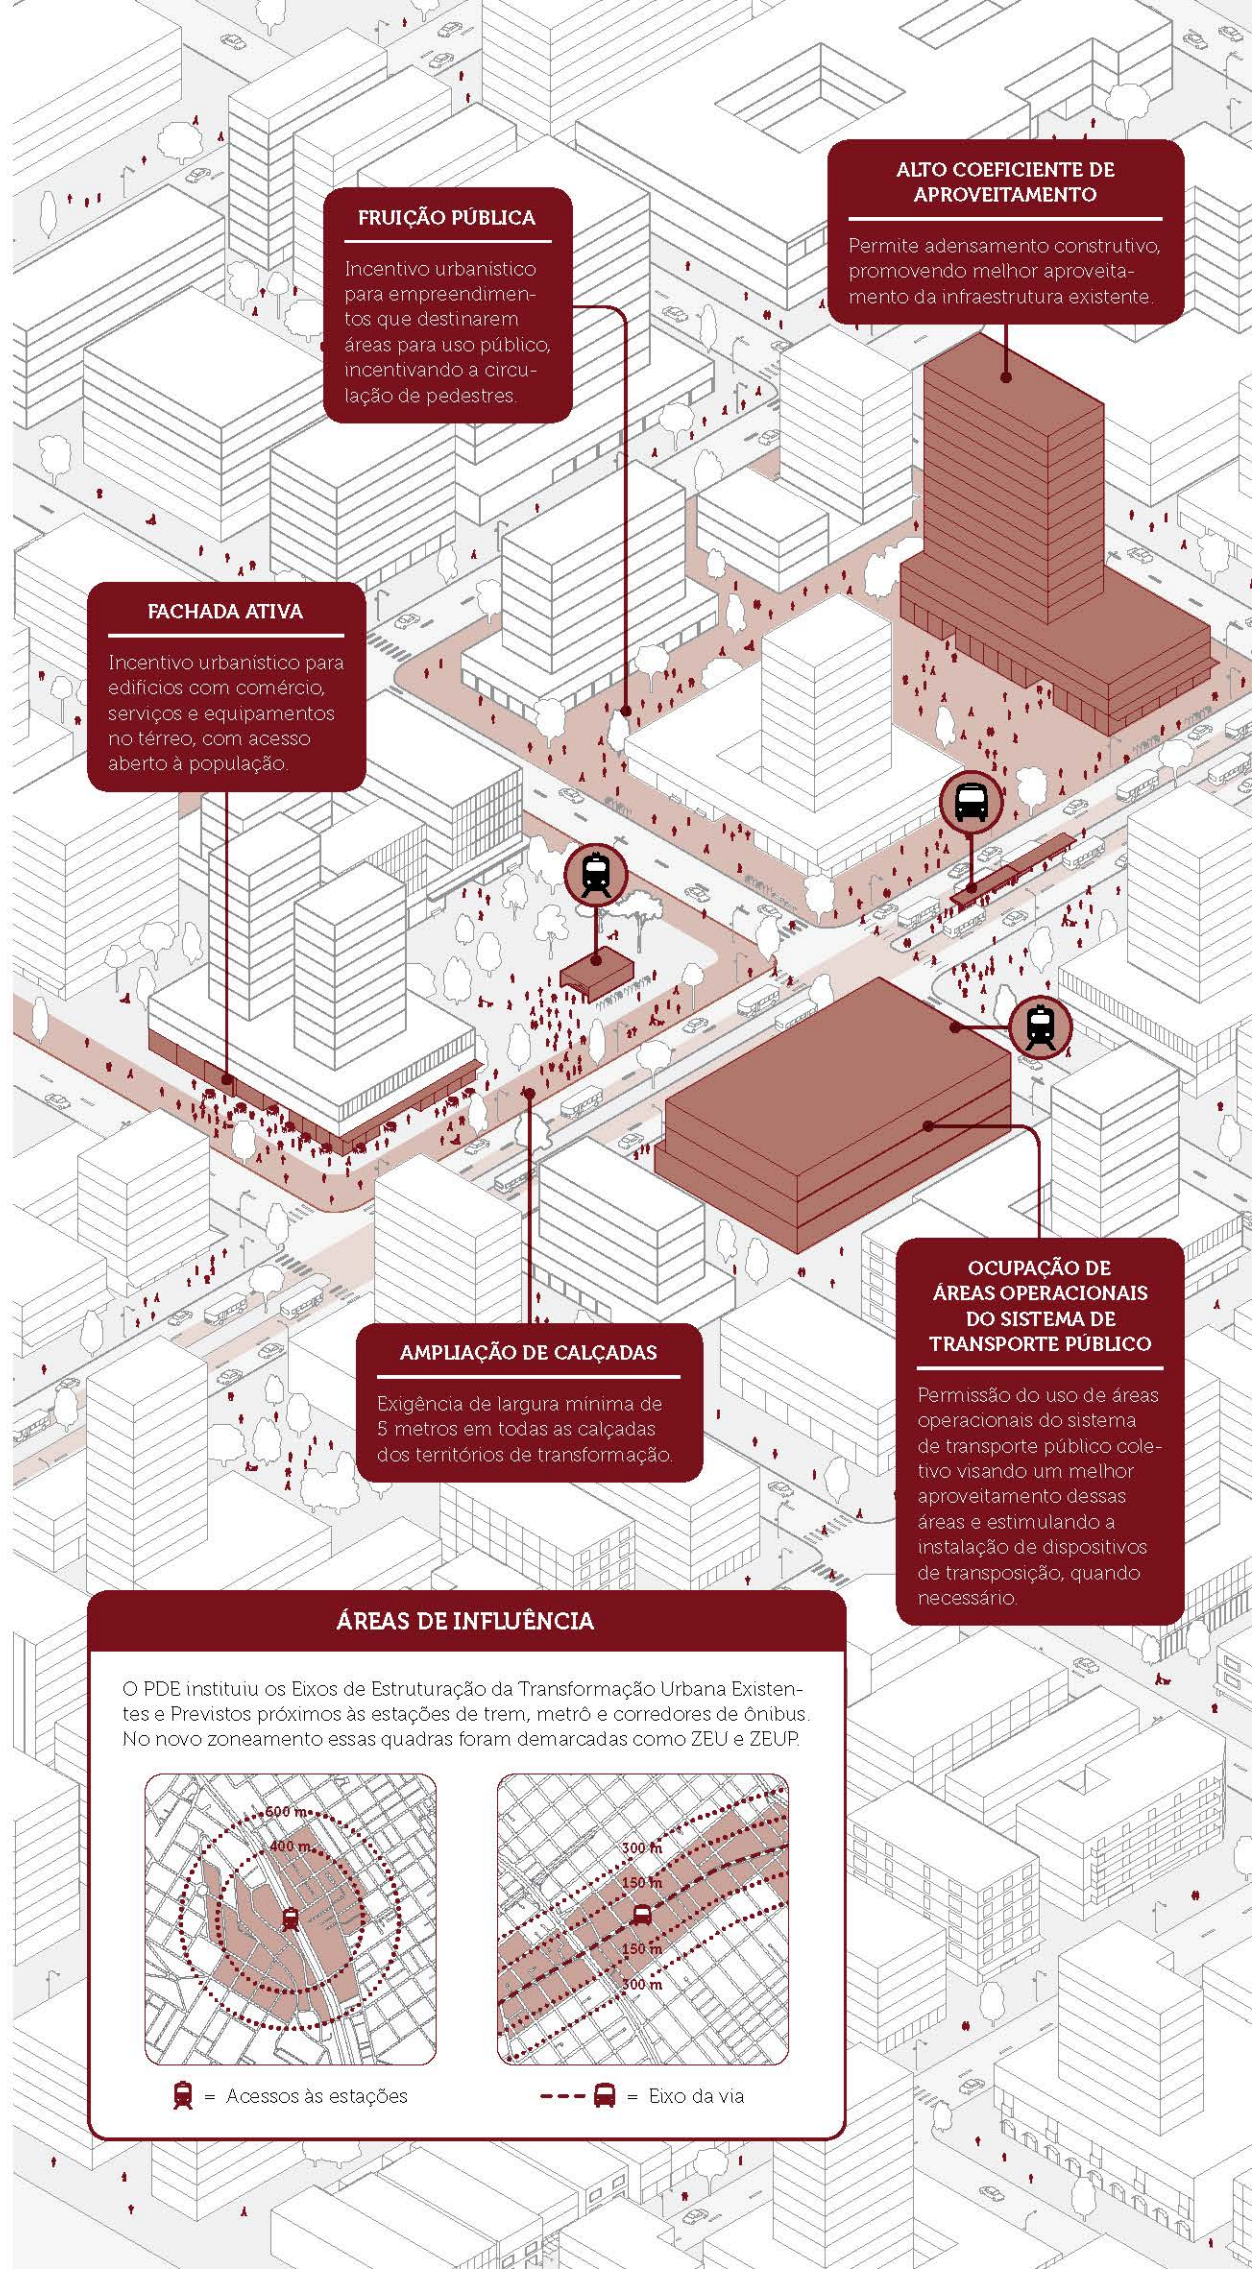 ALTO COEFICIENTE DE
APROVEITAMENTO
Permite adensamento construtivo,
promovendo melhor aproveita-
mento da infraestrutura existente.
FRUIÇÃO PÚBLICA
Incentivo urbanístico
para empreendimen-
tos que destinarem
áreas para uso público,
incentivando a circu-
lação de pedestres.
FACHADA ATIVA
Incentivo urbanístico para
edifícios com comércio,
serviços e equipamentos
no térreo, com acesso
aberto à população.
OCUPAÇÃO DE
ÁREAS OPERACIONAIS
DO SISTEMA DE
TRANSPORTE PÚBLICO
Permissão do uso de áreas
operacionais do sistema
de transporte público cole-
tivo visando um melhor
aproveitamento dessas
áreas e estimulando a
instalação de dispositivos
de transposição, quando
necessário.
AMPLIAÇÃO DE CALÇADAS
Exigência de largura mínima de
5 metros em todas as calçadas
dos territórios de transformação.
ÁREAS DE INFLUÊNCIA
O PDE instituiu os Eixos de Estruturação da Transformação Urbana Existen-
tes e Previstos próximos às estações de trem, metrô e corredores de ônibus.
No novo zoneamento essas quadras foram demarcadas como ZEU e ZEUP.
600 m
400 m
300 m
150 m
150 m
300 m
= Acessos às estações
= Eixo da via